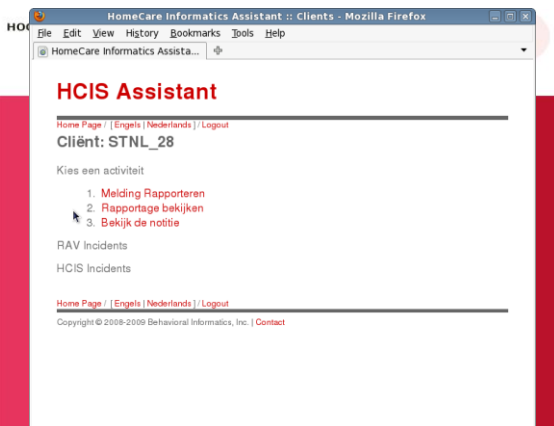 HomeCare Informatics Assistant :: Clients - Mozilla Firefox
File Edit View History Bookmarks Tools Help
HomeCare Informatics Assista...
HCIS Assistant
Home Page / [ Engels | Nederlands ] / Logout
Cliënt: STNL_28
Kies een activiteit
1. Melding Rapporteren
2. Rapportage bekijken
3. Bekijk de notitie
RAV Incidents
HCIS Incidents
Home Page / [ Engels | Nederlands ] / Logout
Copyright © 2008-2009 Behavioral Informatics, Inc. | Contact